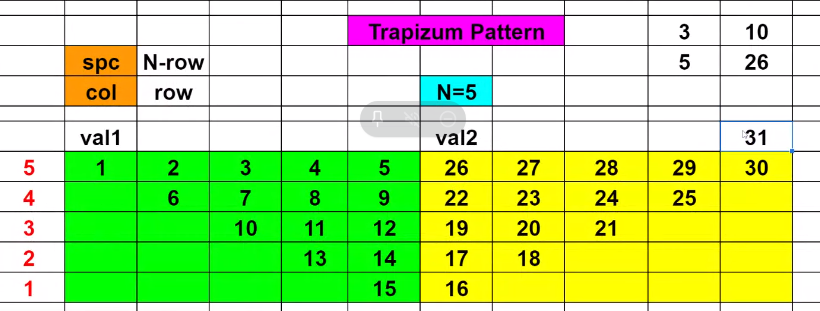 Trapizum Pattern 3 10
spc N-row 5 26
col row N=5
val1 val2 31
5 1 2 3 4 5 26 27 28 29 30
4 6 7 8 9 22 23 24 25
3 10 11 12 19 20 21
2 13 14 17 18
1 15 16